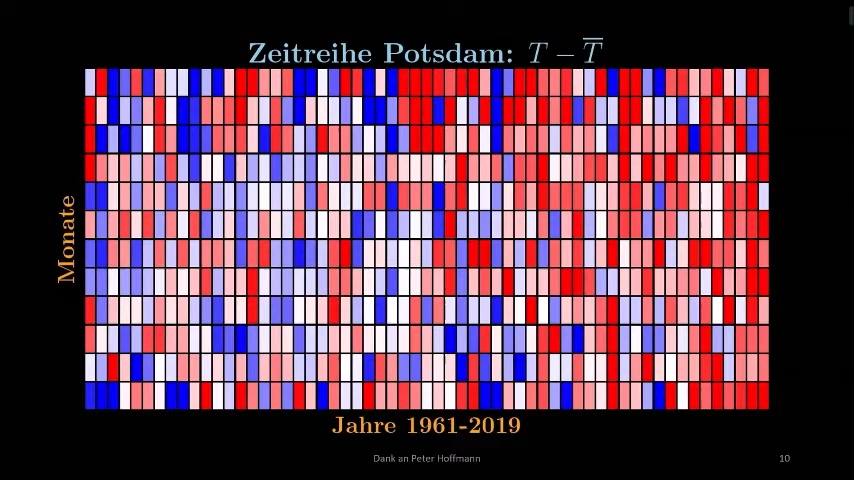 Zeitreihe Potsdam: T − T̅
Monate
Jahre 1961-2019
Dank an Peter Hoffmann
10